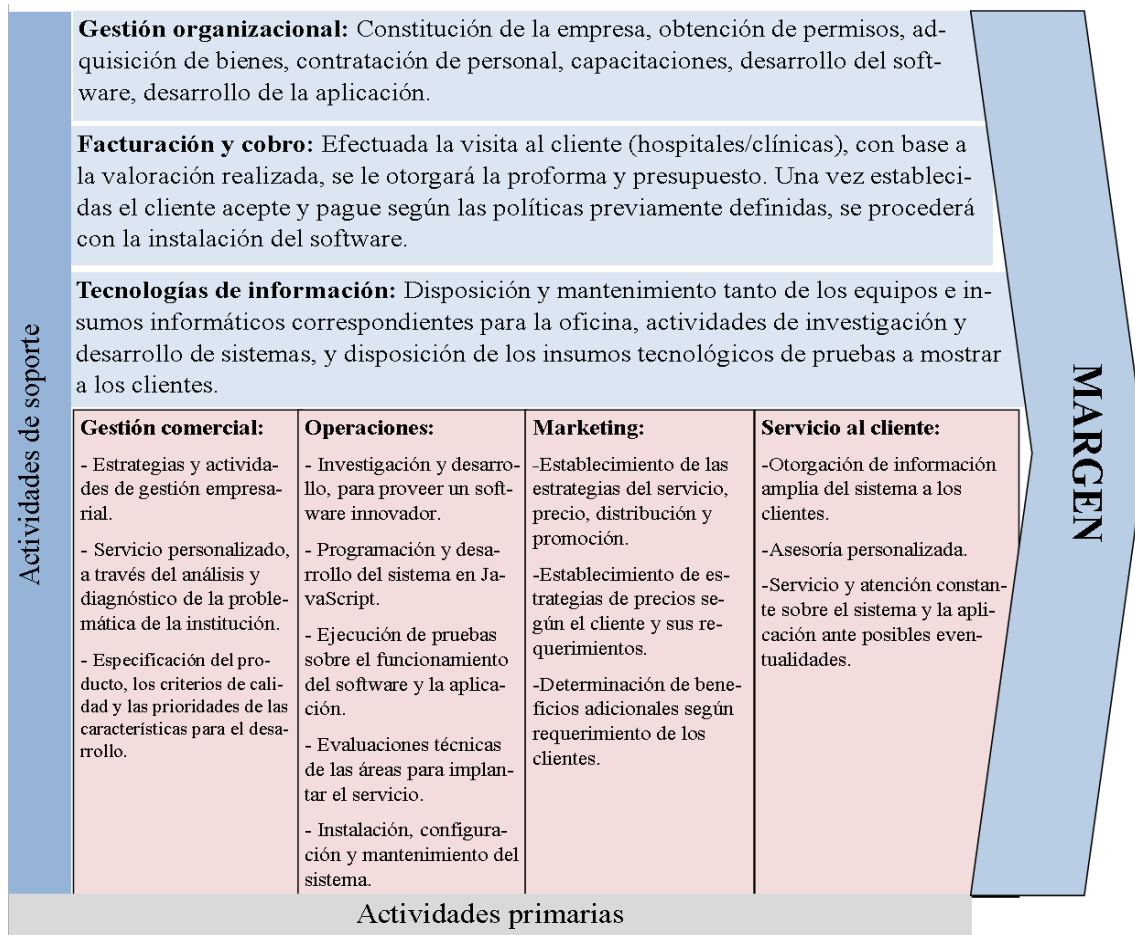 Gestión organizacional: Constitución de la empresa, obtención de permisos, ad-
quisición de bienes, contratación de personal, capacitaciones, desarrollo del soft-
ware, desarrollo de la aplicación.
Facturación y cobro: Efectuada la visita al cliente (hospitales/clínicas), con base a
la valoración realizada, se le otorgará la proforma y presupuesto. Una vez estableci-
das el cliente acepte y pague según las políticas previamente definidas, se procederá
con la instalación del software.
Tecnologías de información: Disposición y mantenimiento tanto de los equipos e in-
sumos informáticos correspondientes para la oficina, actividades de investigación y
desarrollo de sistemas, y disposición de los insumos tecnológicos de pruebas a mostrar
a los clientes.
Actividades de soporte
Gestión comercial:
- Estrategias y activida-
des de gestión empresa-
rial.
- Servicio personalizado,
a través del análisis y
diagnóstico de la proble-
mática de la institución.
- Especificación del pro-
ducto, los criterios de cali-
dad y las prioridades de las
características para el desa-
rrollo.
Operaciones:
- Investigación y desarro-
llo, para proveer un soft-
ware innovador.
- Programación y desa-
rrollo del sistema en Ja-
vaScript.
- Ejecución de pruebas
sobre el funcionamiento
del software y la aplica-
ción.
- Evaluaciones técnicas
de las áreas para implan-
tar el servicio.
- Instalación, configura-
ción y mantenimiento del
sistema.
Marketing:
-Establecimiento de las
estrategias del servicio,
precio, distribución y
promoción.
-Establecimiento de es-
trategias de precios se-
gún el cliente y sus re-
querimientos.
-Determinación de bene-
ficios adicionales según
requerimiento de los
clientes.
Servicio al cliente:
-Otorgación de información
amplia del sistema a los
clientes.
-Asesoría personalizada.
-Servicio y atención constan-
te sobre el sistema y la apli-
cación ante posibles even-
tualidades.
MARGEN
Actividades primarias